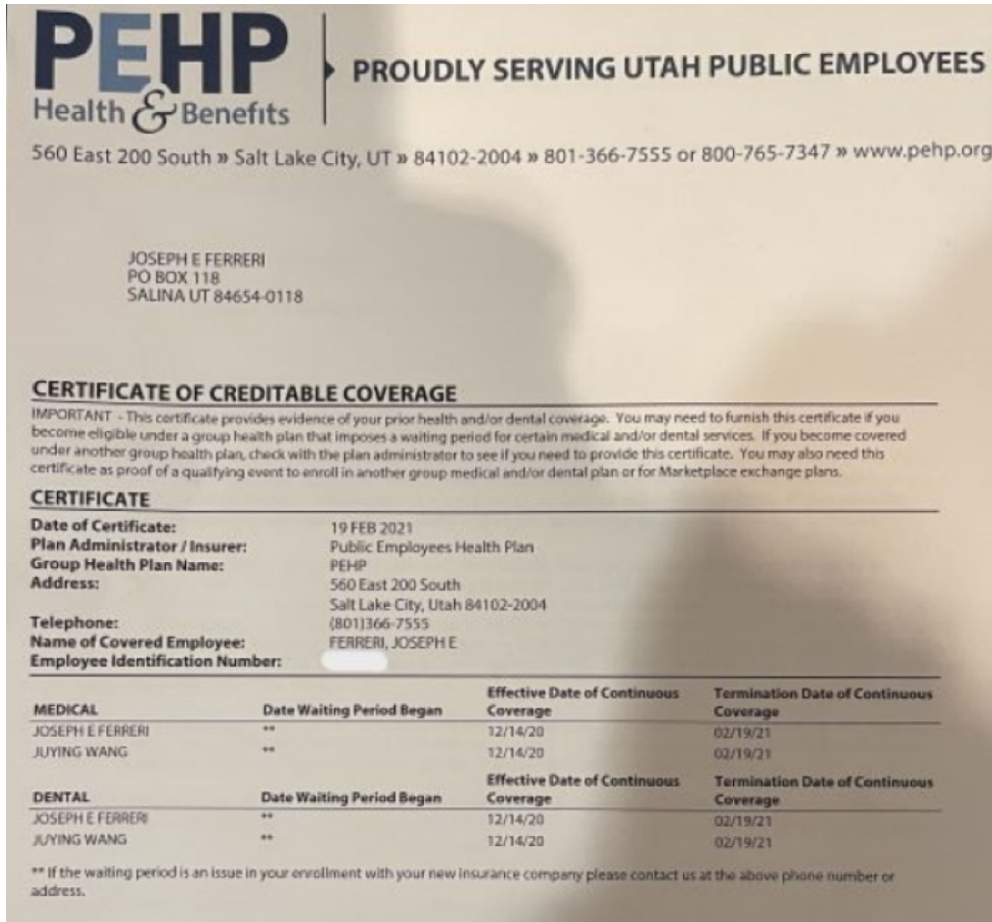 PEHP
Health & Benefits
PROUDLY SERVING UTAH PUBLIC EMPLOYEES
560 East 200 South » Salt Lake City, UT » 84102-2004 » 801-366-7555 or 800-765-7347 » www.pehp.org
JOSEPH E FERRERI
PO BOX 118
SALINA UT 84654-0118
CERTIFICATE OF CREDITABLE COVERAGE
IMPORTANT - This certificate provides evidence of your prior health and/or dental coverage. You may need to furnish this certificate if you
become eligible under a group health plan that imposes a waiting period for certain medical and/or dental services. If you become covered
under another group health plan, check with the plan administrator to see if you need to provide this certificate. You may also need this
certificate as proof of a qualifying event to enroll in another group medical and/or dental plan or for Marketplace exchange plans.
CERTIFICATE
Date of Certificate: 19 FEB 2021
Plan Administrator / Insurer: Public Employees Health Plan
Group Health Plan Name: PEHP
Address: 560 East 200 South
Salt Lake City, Utah 84102-2004
Telephone: (801)366-7555
Name of Covered Employee: FERRERI, JOSEPH E
Employee Identification Number:
MEDICAL Date Waiting Period Began Effective Date of Continuous Coverage Termination Date of Continuous Coverage
JOSEPH E FERRERI ** 12/14/20 02/19/21
JUYING WANG ** 12/14/20 02/19/21
DENTAL Date Waiting Period Began Effective Date of Continuous Coverage Termination Date of Continuous Coverage
JOSEPH E FERRERI ** 12/14/20 02/19/21
JUYING WANG ** 12/14/20 02/19/21
** If the waiting period is an issue in your enrollment with your new insurance company please contact us at the above phone number or
address.